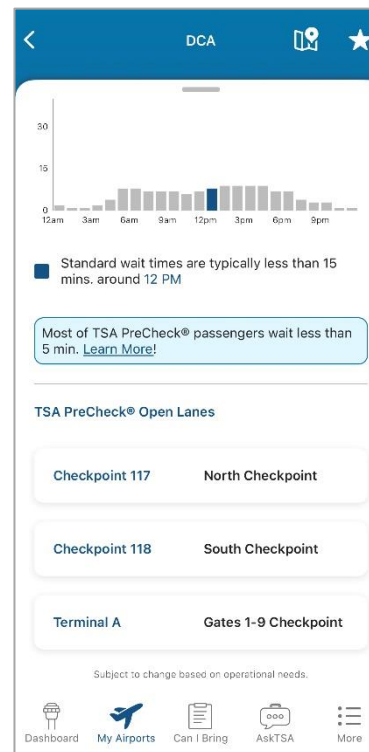 DCA
30
15
0
12am 3am 6am 9am 12pm 3pm 6pm 9pm
Standard wait times are typically less than 15
mins. around 12 PM
Most of TSA PreCheck® passengers wait less than
5 min. Learn More!
TSA PreCheck® Open Lanes
Checkpoint 117 North Checkpoint
Checkpoint 118 South Checkpoint
Terminal A Gates 1-9 Checkpoint
Subject to change based on operational needs.
Dashboard My Airports Can I Bring AskTSA More